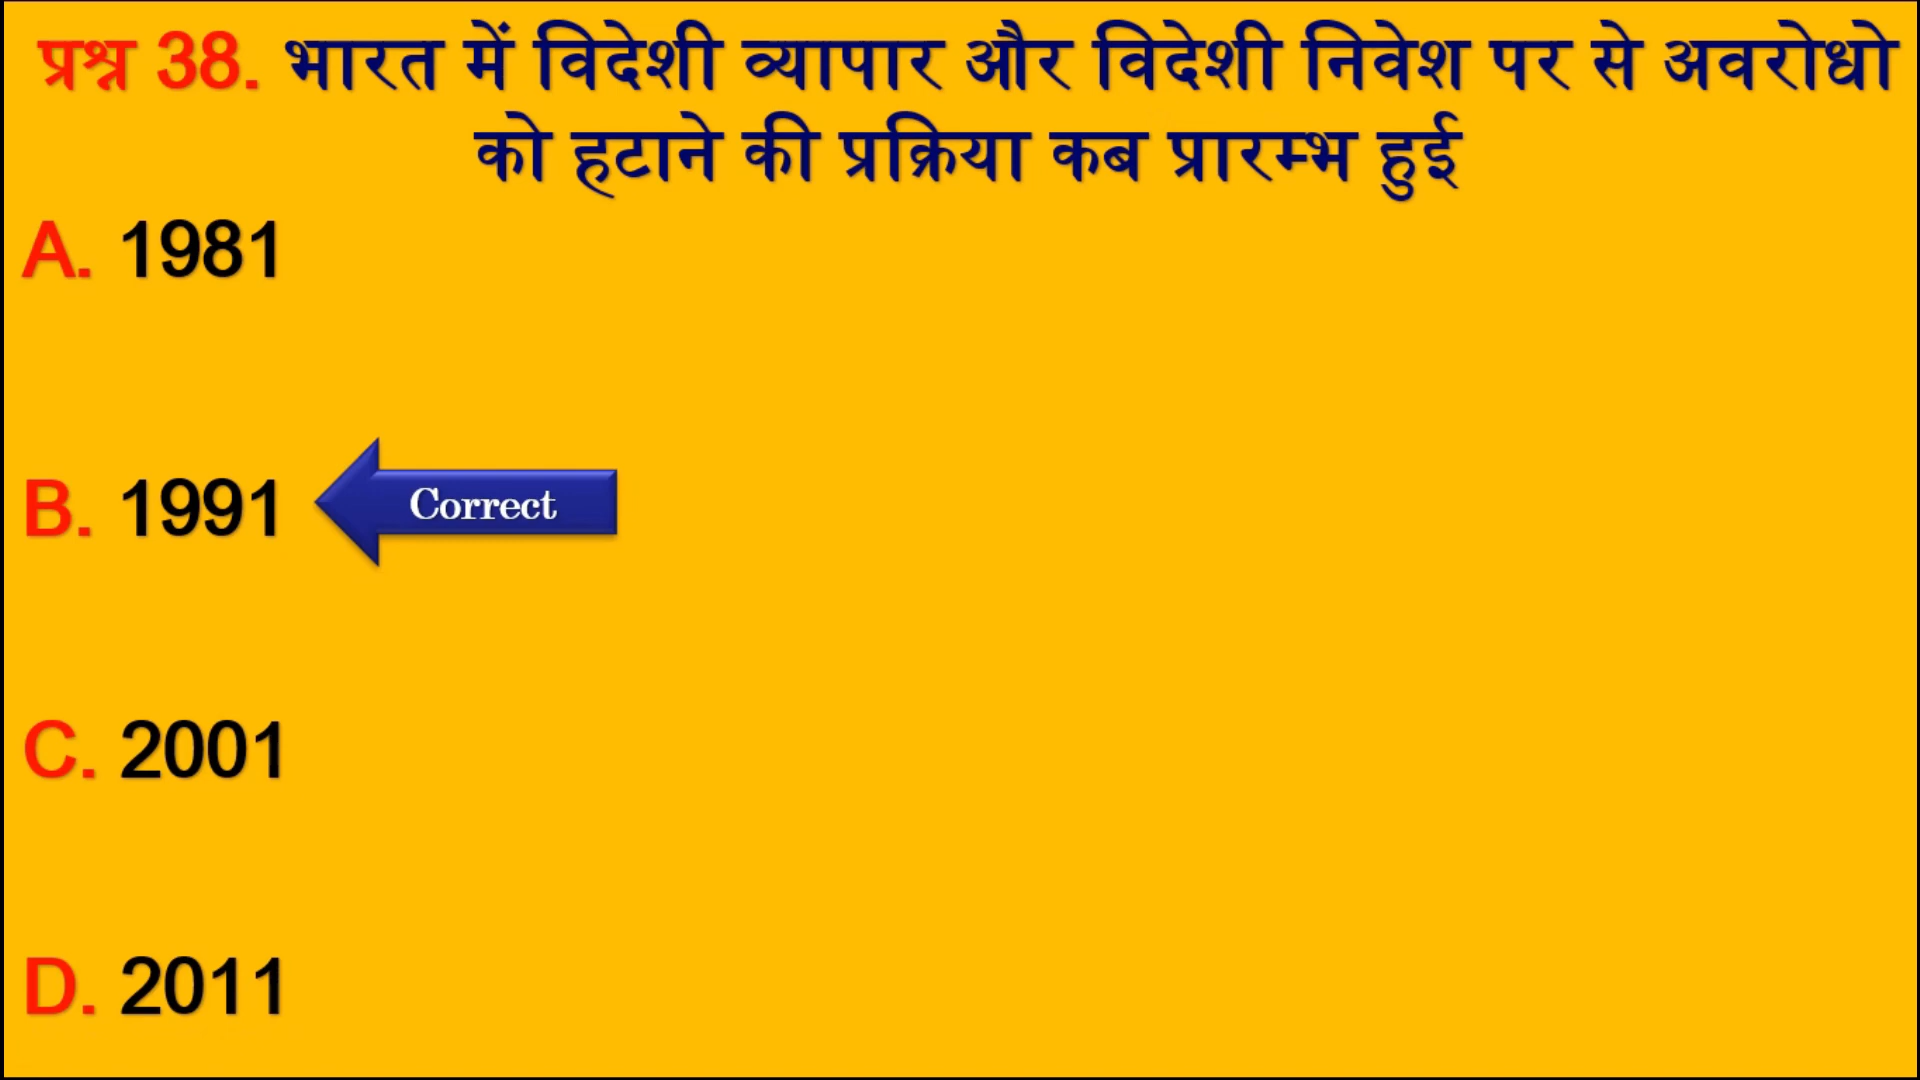 प्रश्न 38. भारत में विदेशी व्यापार और विदेशी निवेश पर से अवरोधो
को हटाने की प्रक्रिया कब प्रारम्भ हुई
A. 1981
B. 1991
Correct
C. 2001
D. 2011